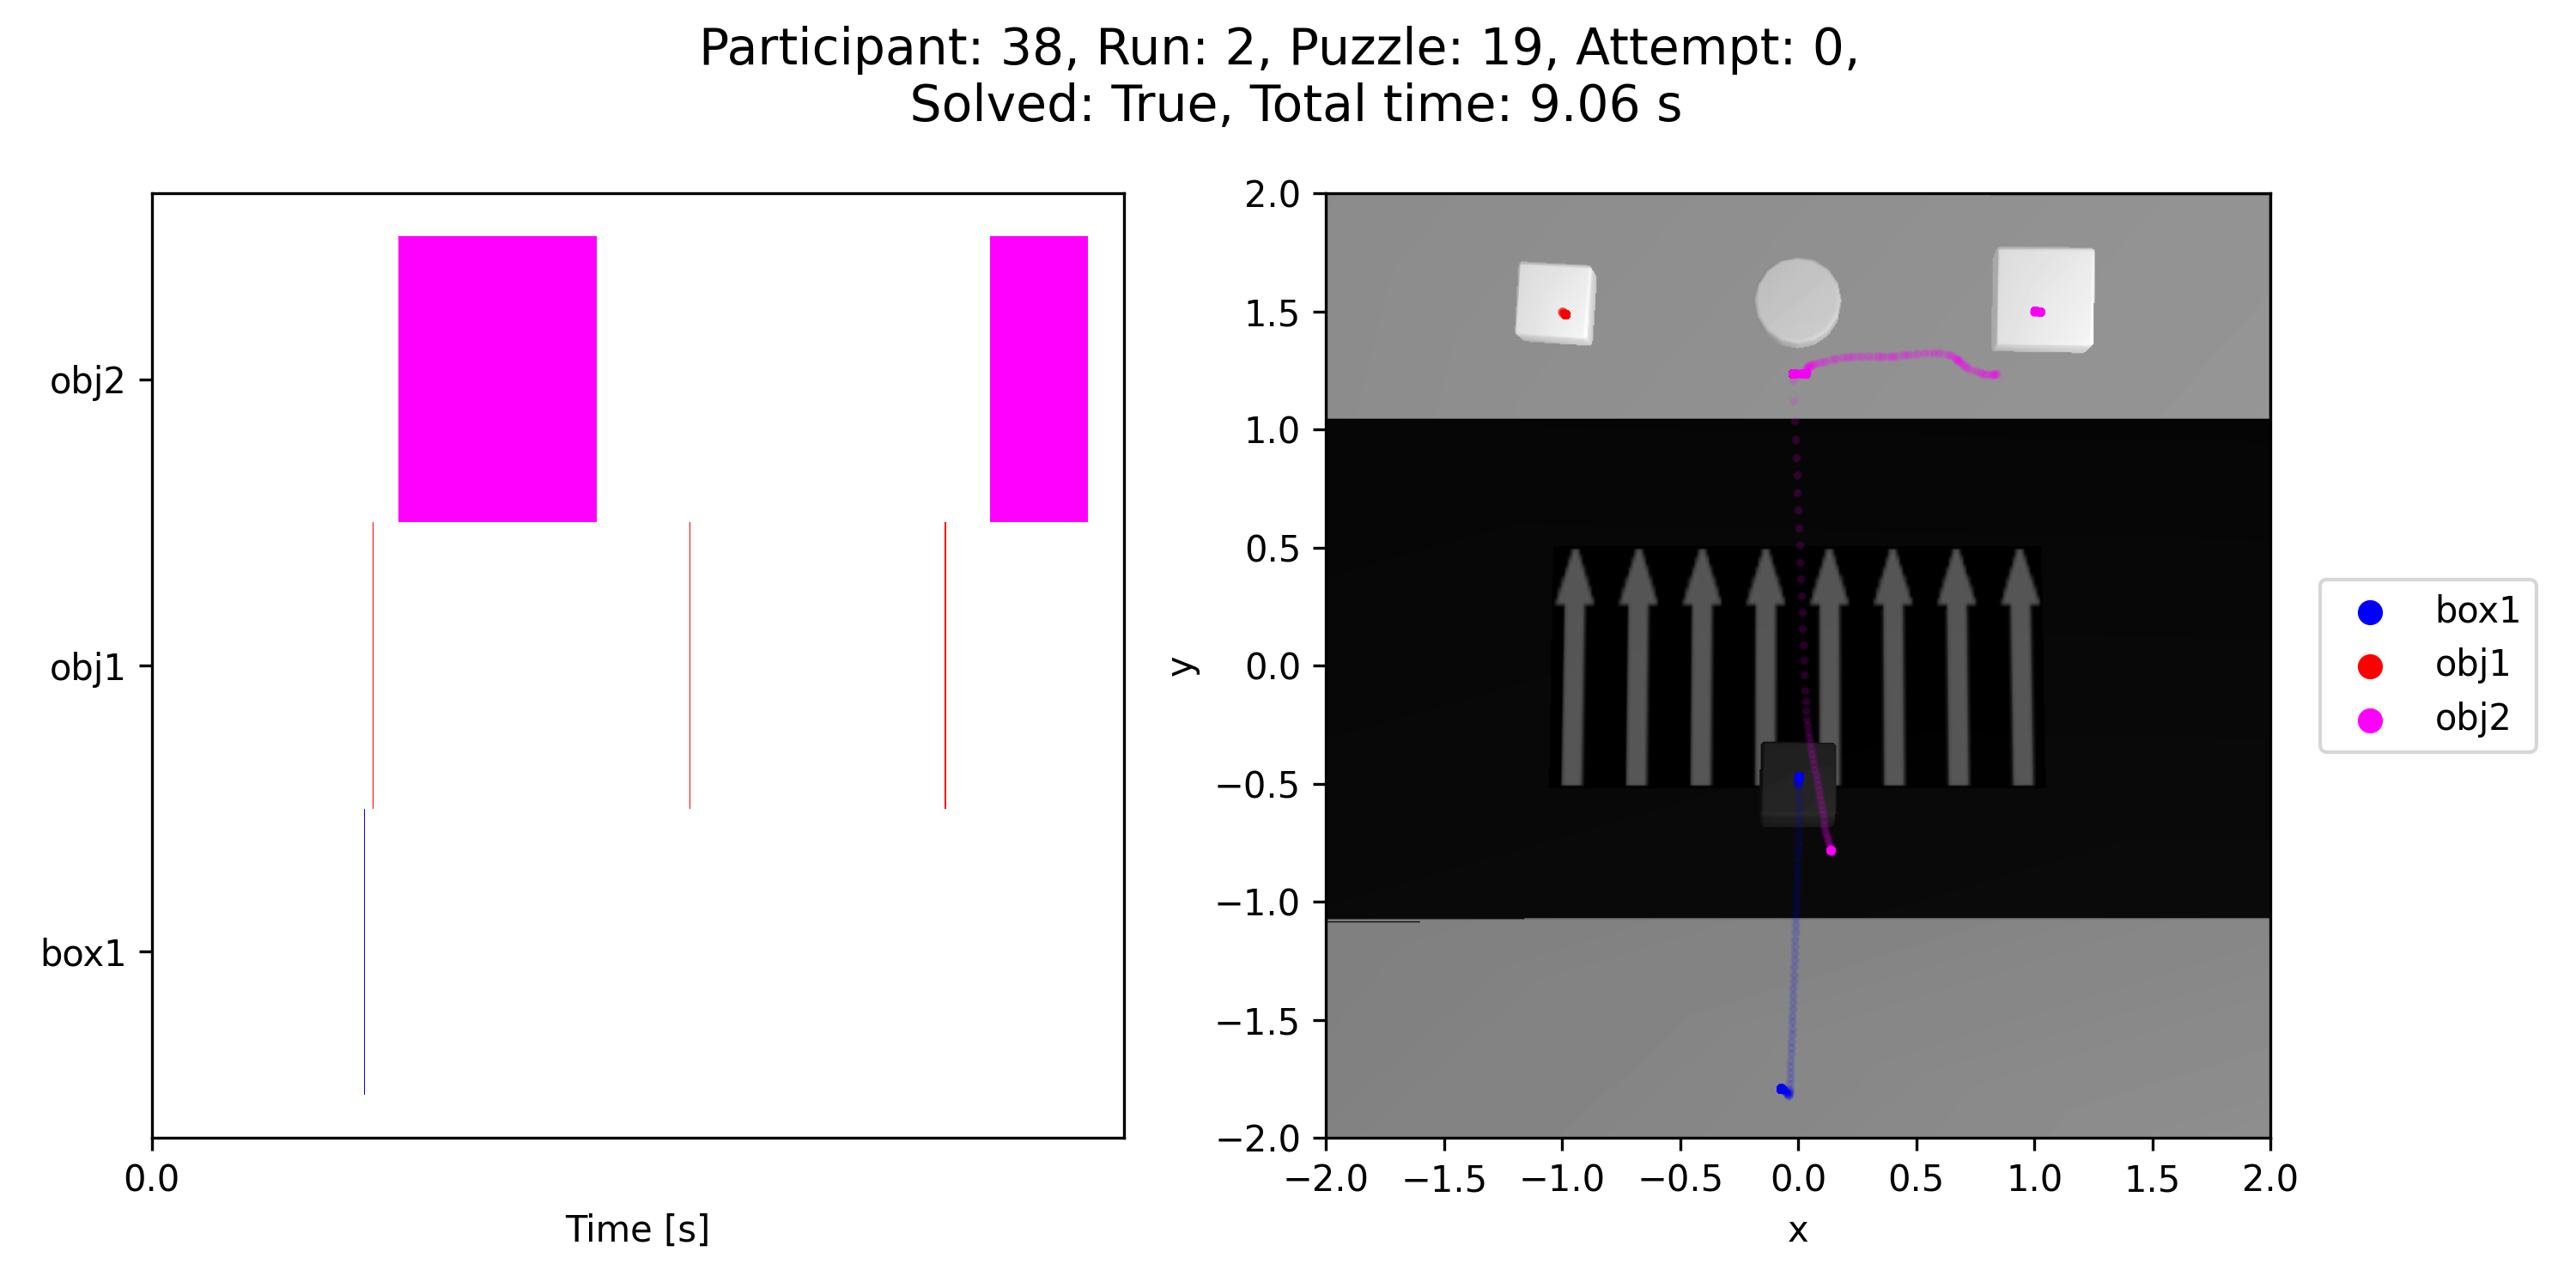 Participant: 38, Run: 2, Puzzle: 19, Attempt: 0,
Solved: True, Total time: 9.06 s
obj2
obj1
box1
0.0
Time [s]
2.0
1.5
1.0
0.5
0.0
−0.5
−1.0
−1.5
−2.0
y
−2.0 −1.5 −1.0 −0.5 0.0 0.5 1.0 1.5 2.0
x
box1
obj1
obj2